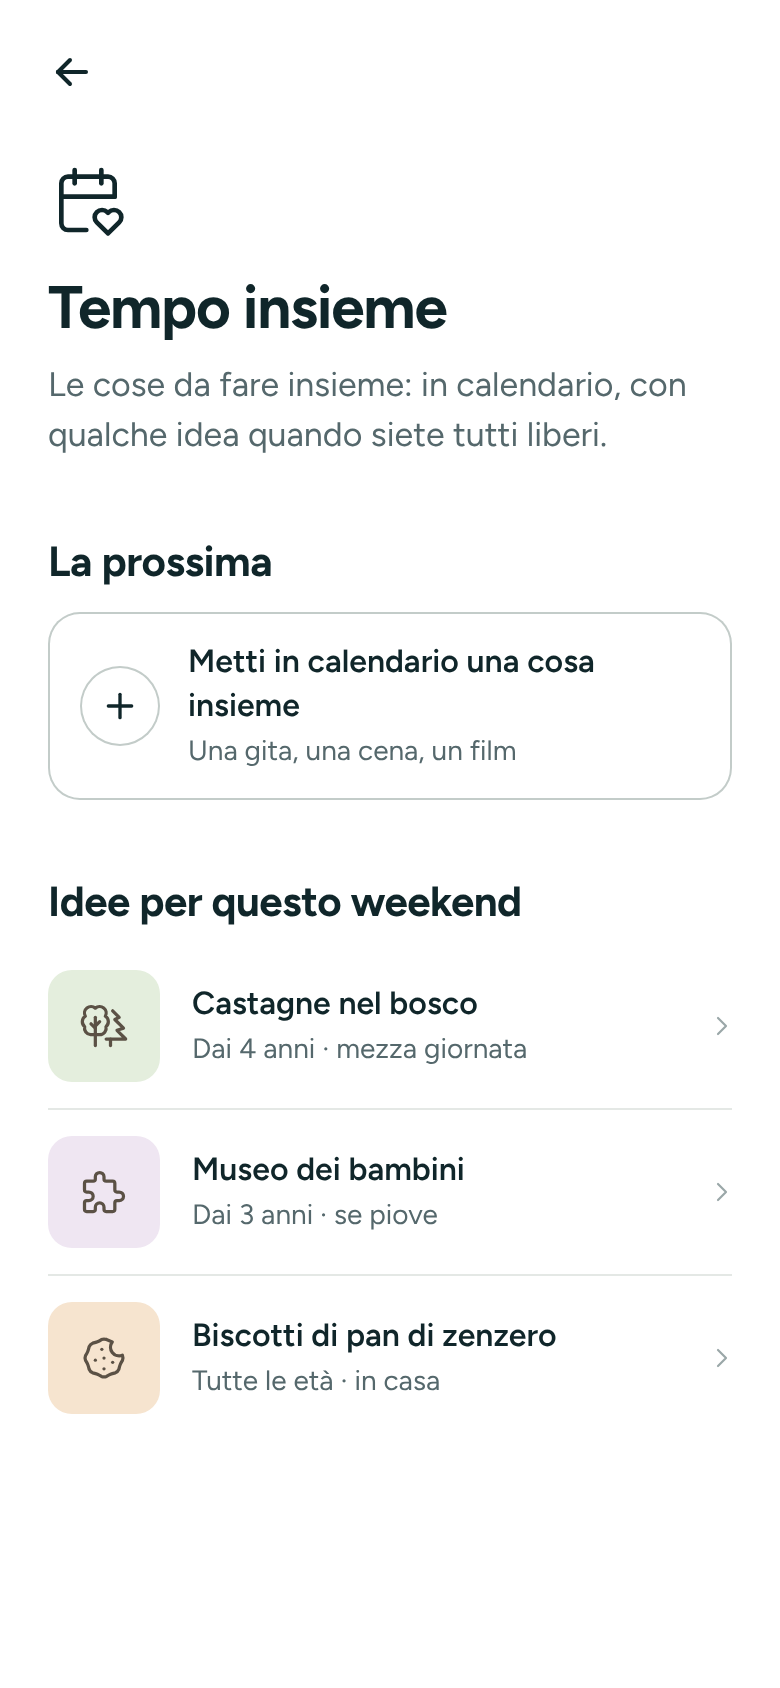 Tempo insieme
Le cose da fare insieme: in calendario, con
qualche idea quando siete tutti liberi.
La prossima
Metti in calendario una cosa
insieme
Una gita, una cena, un film
Idee per questo weekend
Castagne nel bosco
Dai 4 anni · mezza giornata
Museo dei bambini
Dai 3 anni · se piove
Biscotti di pan di zenzero
Tutte le età · in casa